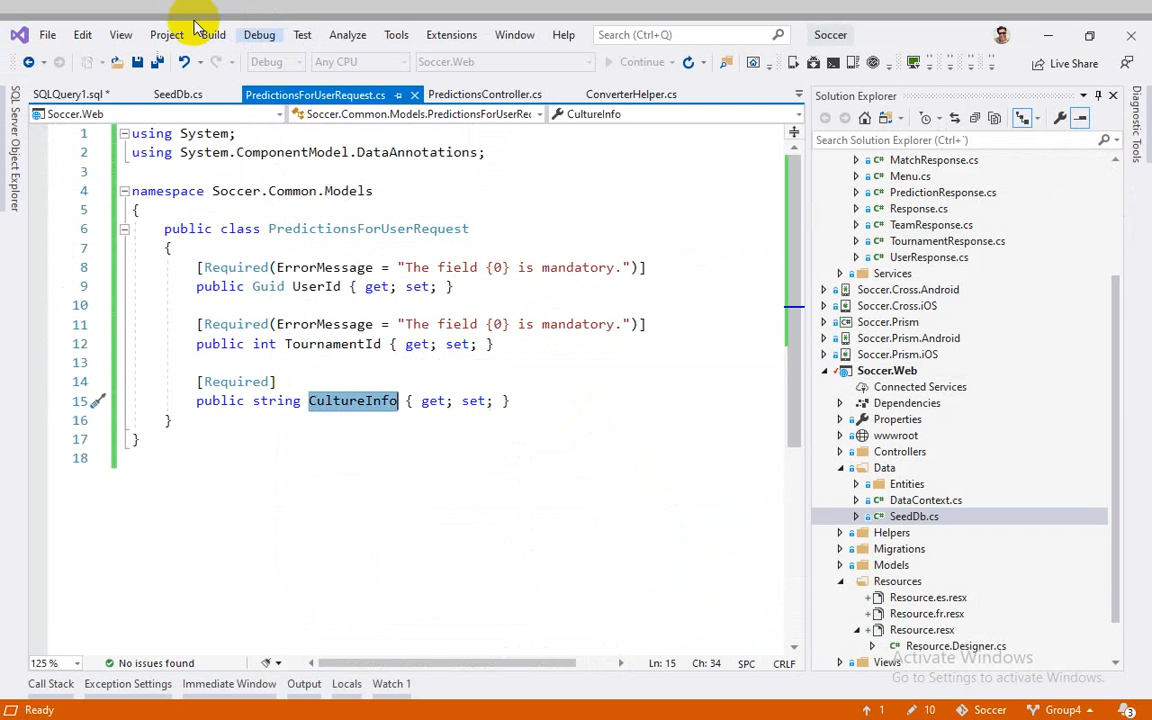 File Edit View Project Build Debug Test Analyze Tools Extensions Window Help Search (Ctrl+Q) Soccer
Debug Any CPU Soccer.Web Continue Live Share
SQLQuery1.sql * SeedDb.cs PredictionsForUserRequest.cs PredictionsController.cs ConverterHelper.cs
Soccer.Web Soccer.Common.Models.PredictionsForUserRec CultureInfo
SQL Server Object Explorer
1 using System;
2 using System.ComponentModel.DataAnnotations;
3
4 namespace Soccer.Common.Models
5 {
6 public class PredictionsForUserRequest
7 {
8 [Required(ErrorMessage = "The field {0} is mandatory.")]
9 public Guid UserId { get; set; }
10
11 [Required(ErrorMessage = "The field {0} is mandatory.")]
12 public int TournamentId { get; set; }
13
14 [Required]
15 public string CultureInfo { get; set; }
16 }
17 }
18
125 % No issues found Ln: 15 Ch: 34 SPC CRLF
Solution Explorer
Search Solution Explorer (Ctrl+´)
MatchResponse.cs
Menu.cs
PredictionResponse.cs
Response.cs
TeamResponse.cs
TournamentResponse.cs
UserResponse.cs
Services
Soccer.Cross.Android
Soccer.Cross.iOS
Soccer.Prism
Soccer.Prism.Android
Soccer.Prism.iOS
Soccer.Web
Connected Services
Dependencies
Properties
wwwroot
Controllers
Data
Entities
DataContext.cs
SeedDb.cs
Helpers
Migrations
Models
Resources
Resource.es.resx
Resource.fr.resx
Resource.resx
Resource.Designer.cs
Views
Diagnostic Tools
Activate Windows
Go to Settings to activate Windows.
Call Stack Exception Settings Immediate Window Output Locals Watch 1
Ready 1 10 Soccer Group4 3